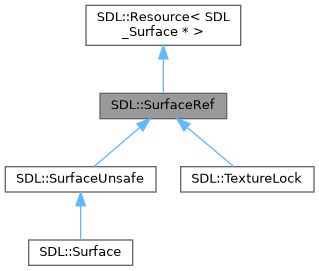 SDL::Resource< SDL
_Surface * >
SDL::SurfaceRef
SDL::SurfaceUnsafe
SDL::TextureLock
SDL::Surface